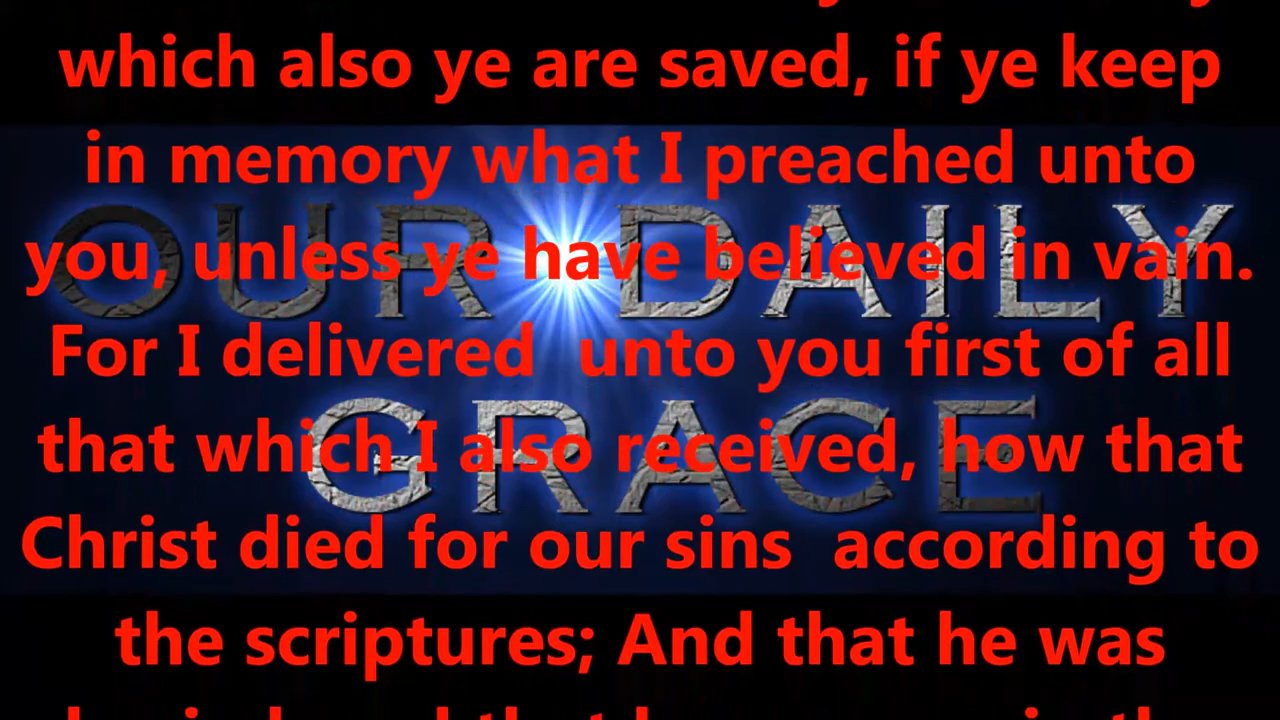 which also ye are saved, if ye keep
in memory what I preached unto
you, unless ye have believed in vain.
For I delivered  unto you first of all
that which I also received, how that
Christ died for our sins  according to
the scriptures; And that he was
OUR DAILY
GRACE